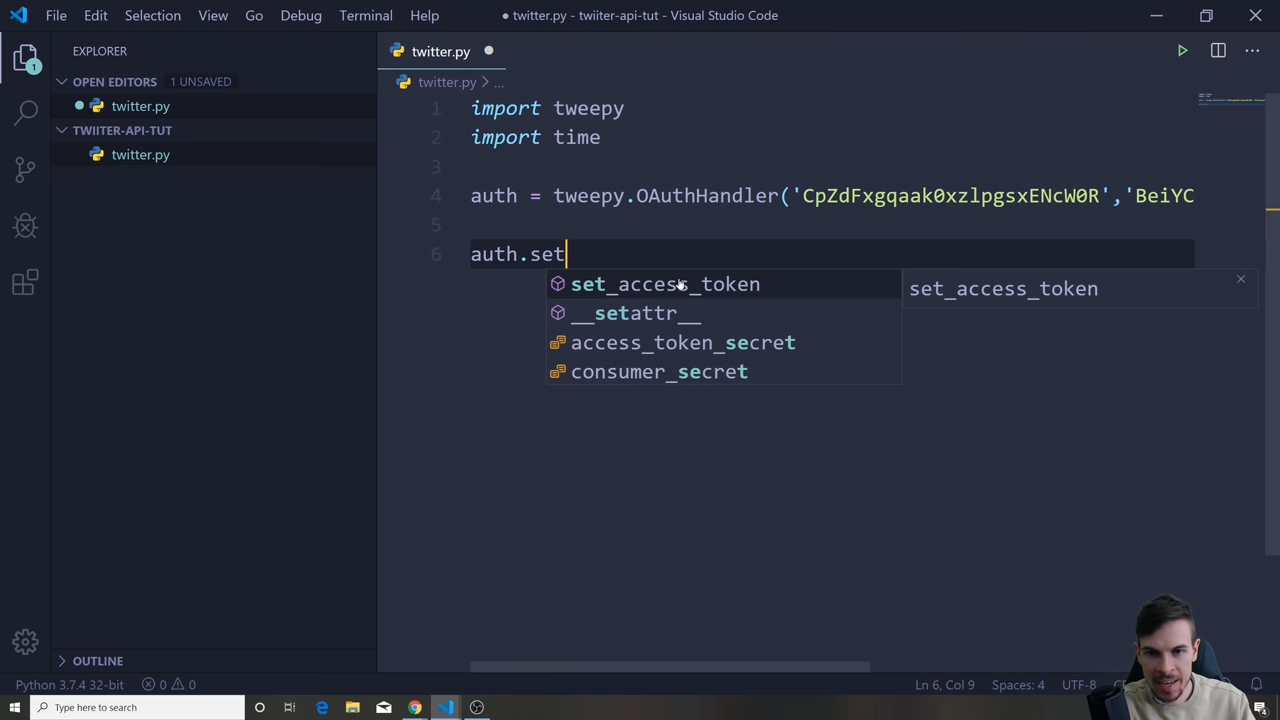 File Edit Selection View Go Debug Terminal Help
twitter.py - twiiter-api-tut - Visual Studio Code
EXPLORER
twitter.py
OPEN EDITORS 1 UNSAVED
twitter.py > ...
twitter.py
TWIITER-API-TUT
twitter.py
1 import tweepy
2 import time
3
4 auth = tweepy.OAuthHandler('CpZdFxgqaak0xzlpgsxENcW0R','BeiYC
5
6 auth.set
set_access_token
set_access_token
__setattr__
access_token_secret
consumer_secret
1
OUTLINE
Python 3.7.4 32-bit
0
0
Ln 6, Col 9
Spaces: 4
UTF-8
Type here to search
4